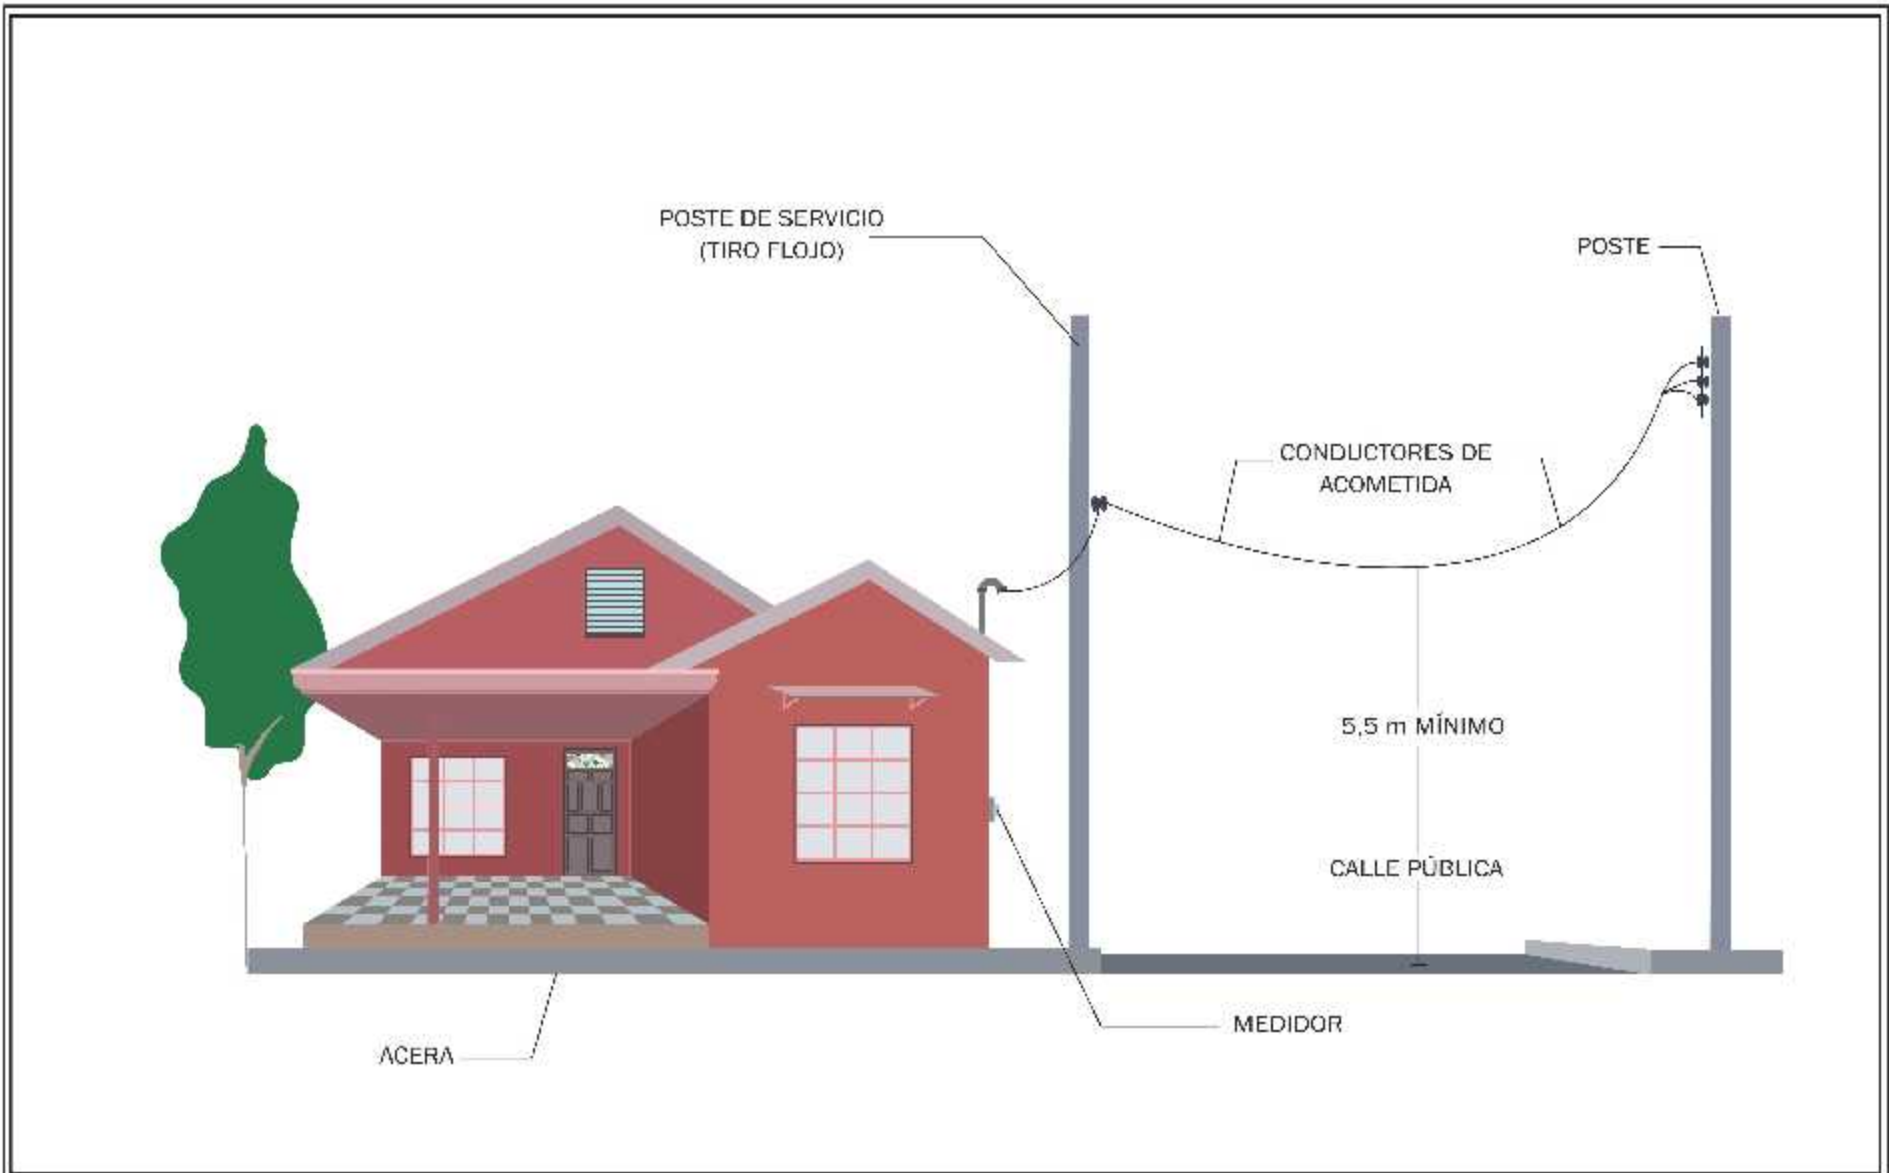 POSTE DE SERVICIO
(TIRO FLOJO)
POSTE
CONDUCTORES DE
ACOMETIDA
5,5 m MÍNIMO
CALLE PÚBLICA
MEDIDOR
ACERA